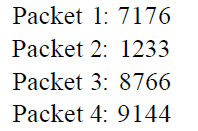 Packet 1: 7176
Packet 2: 1233
Packet 3: 8766
Packet 4: 9144